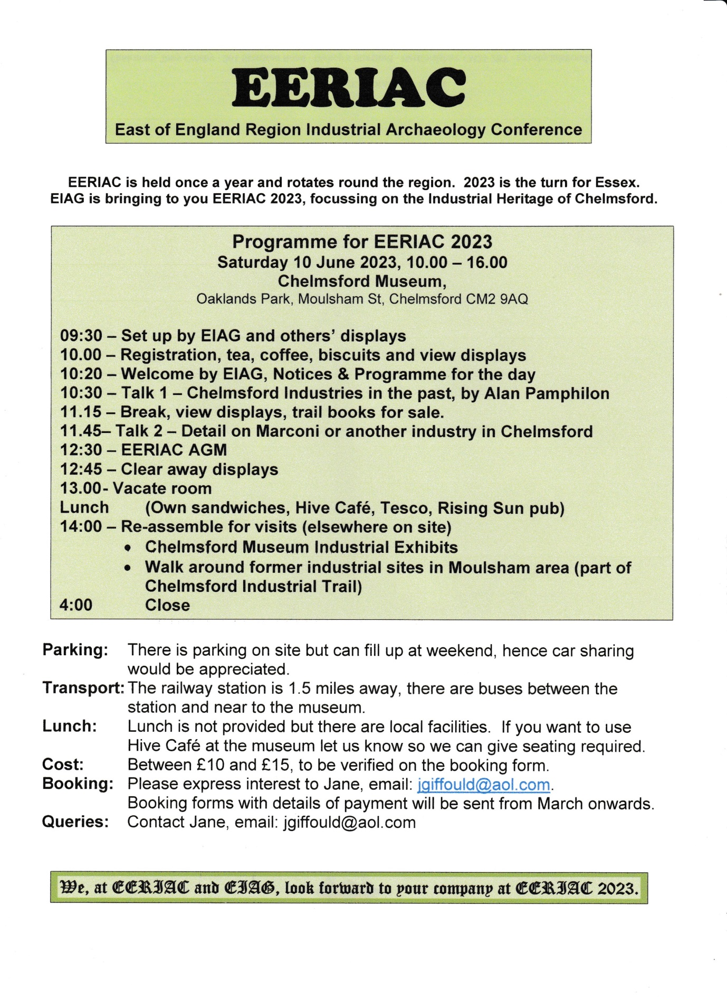 EERIAC
East of England Region Industrial Archaeology Conference
EERIAC is held once a year and rotates round the region.  2023 is the turn for Essex.
EIAG is bringing to you EERIAC 2023, focussing on the Industrial Heritage of Chelmsford.
Programme for EERIAC 2023
Saturday 10 June 2023, 10.00 – 16.00
Chelmsford Museum,
Oaklands Park, Moulsham St, Chelmsford CM2 9AQ
09:30 – Set up by EIAG and others’ displays
10.00 – Registration, tea, coffee, biscuits and view displays
10:20 – Welcome by EIAG, Notices & Programme for the day
10:30 – Talk 1 – Chelmsford Industries in the past, by Alan Pamphilon
11.15 – Break, view displays, trail books for sale.
11.45– Talk 2 – Detail on Marconi or another industry in Chelmsford
12:30 – EERIAC AGM
12:45 – Clear away displays
13.00- Vacate room
Lunch (Own sandwiches, Hive Café, Tesco, Rising Sun pub)
14:00 – Re-assemble for visits (elsewhere on site)
• Chelmsford Museum Industrial Exhibits
• Walk around former industrial sites in Moulsham area (part of
Chelmsford Industrial Trail)
4:00 Close
Parking: There is parking on site but can fill up at weekend, hence car sharing
would be appreciated.
Transport: The railway station is 1.5 miles away, there are buses between the
station and near to the museum.
Lunch: Lunch is not provided but there are local facilities.  If you want to use
Hive Café at the museum let us know so we can give seating required.
Cost: Between £10 and £15, to be verified on the booking form.
Booking: Please express interest to Jane, email: jgiffould@aol.com.
Booking forms with details of payment will be sent from March onwards.
Queries: Contact Jane, email: jgiffould@aol.com
We, at EERIAC and EIAG, look forward to your company at EERIAC 2023.